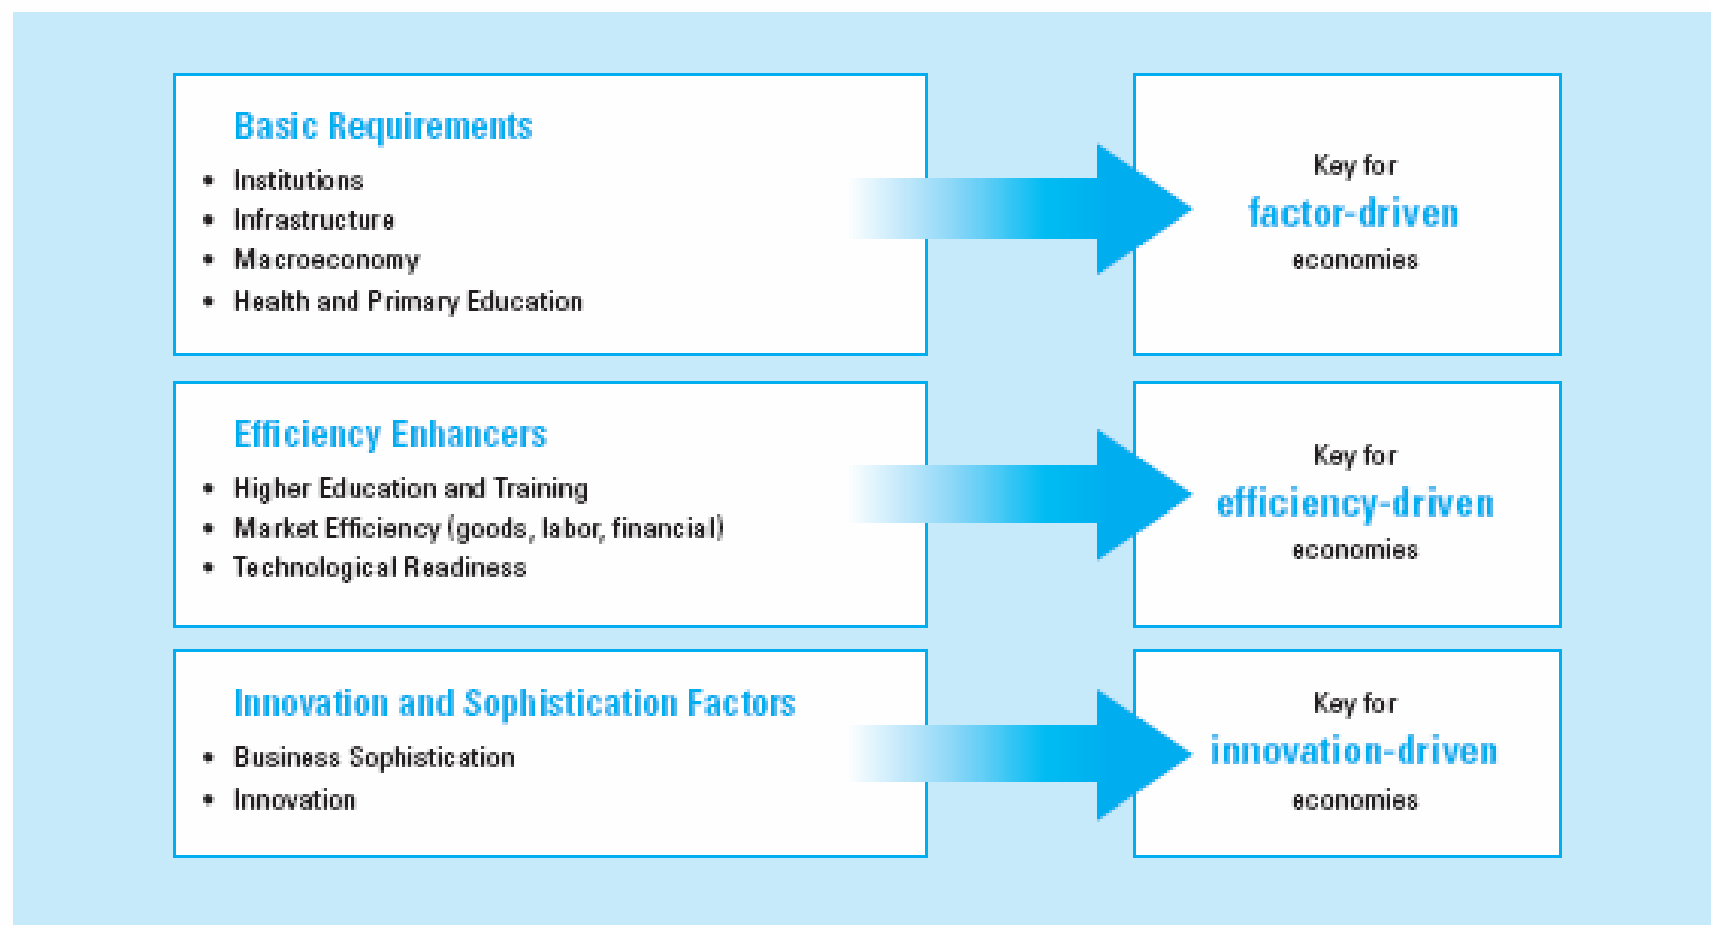 Basic Requirements
• Institutions
• Infrastructure
• Macroeconomy
• Health and Primary Education
Key for
factor-driven
economies
Efficiency Enhancers
• Higher Education and Training
• Market Efficiency (goods, labor, financial)
• Technological Readiness
Key for
efficiency-driven
economies
Innovation and Sophistication Factors
• Business Sophistication
• Innovation
Key for
innovation-driven
economies